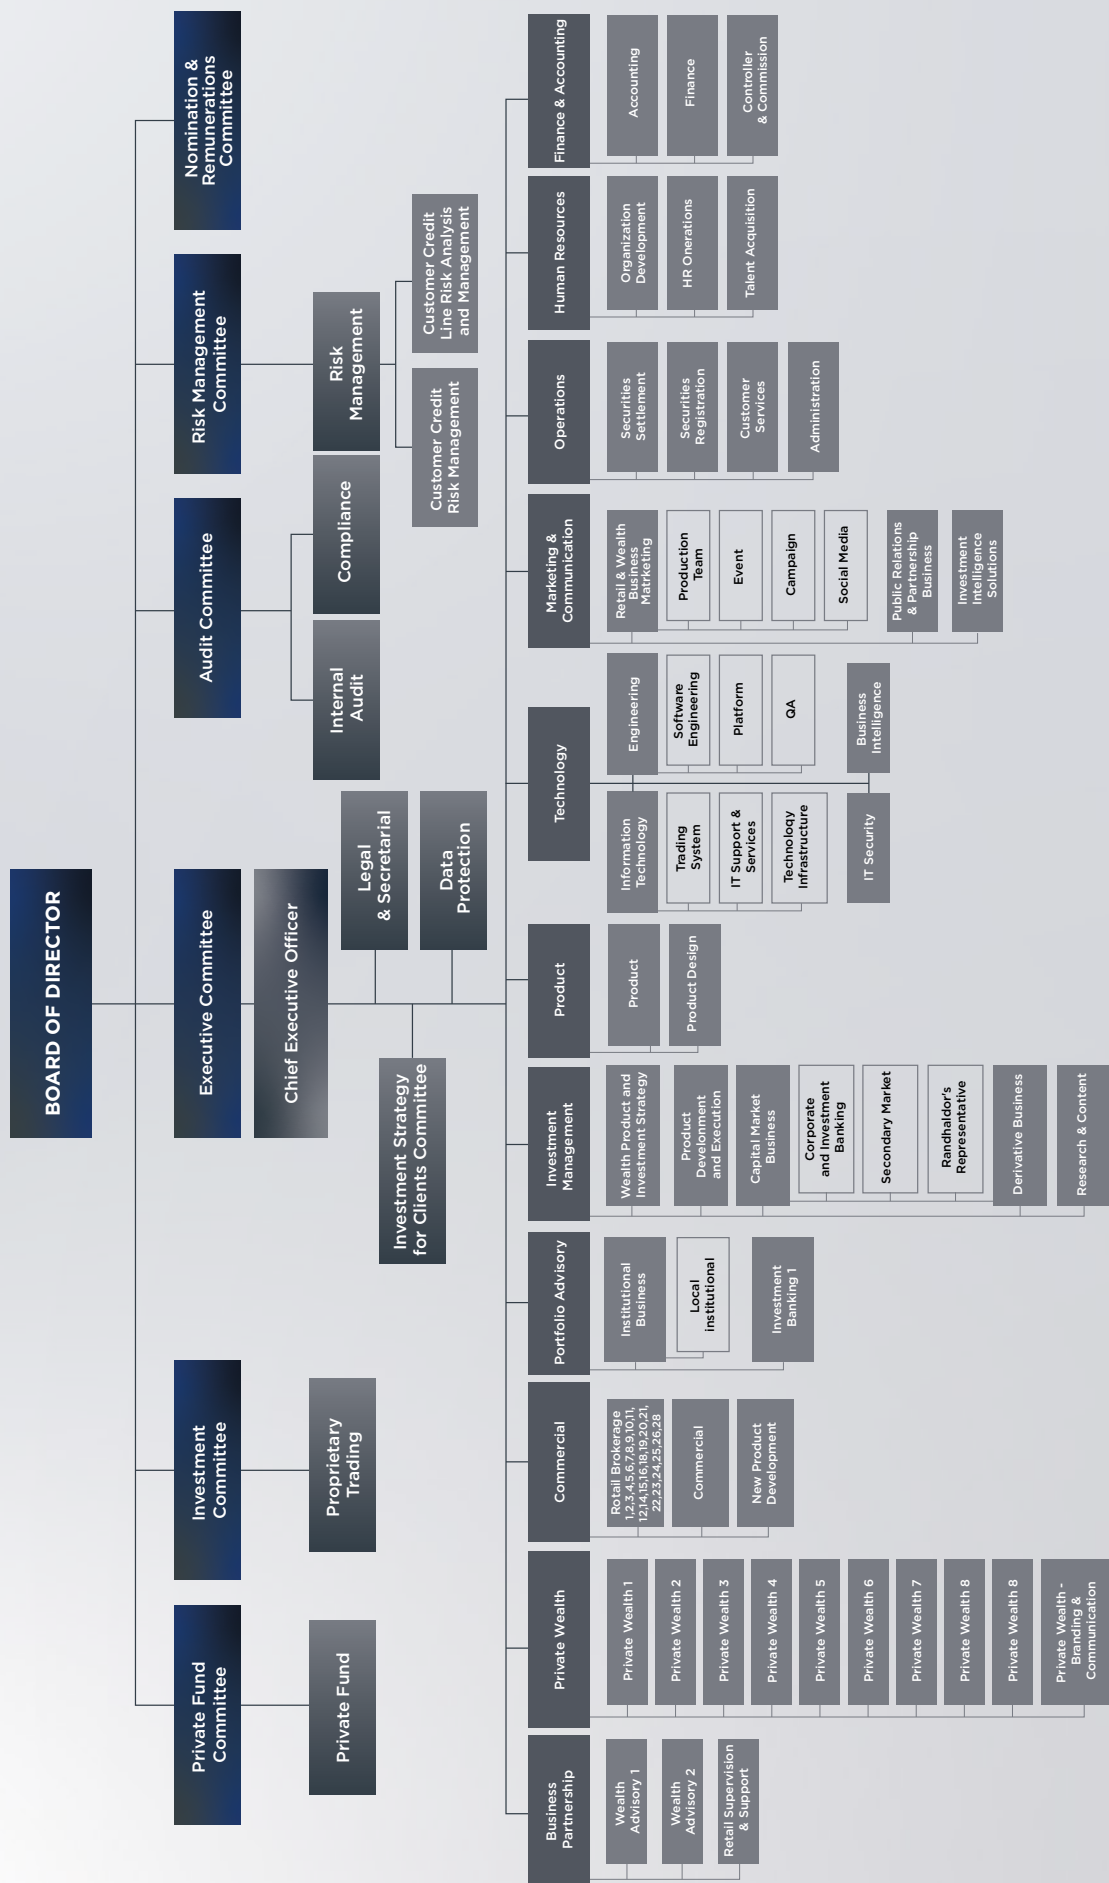 BOARD OF DIRECTOR
Private Fund
Committee
Investment
Committee
Executive Committee
Audit Committee
Risk Management
Committee
Nomination &
Remunerations
Committee
Chief Executive Officer
Private Fund
Proprietary
Trading
Internal
Audit
Compliance
Risk
Management
Legal
& Secretarial
Investment Strategy
for Clients Committee
Data
Protection
Customer Credit
Risk Management
Customer Credit
Line Risk Analysis
and Management
Business
Partnership
Wealth
Advisory 1
Wealth
Advisory 2
Retail Supervision
& Support
Private Wealth
Private Wealth 1
Private Wealth 2
Private Wealth 3
Private Wealth 4
Private Wealth 5
Private Wealth 6
Private Wealth 7
Private Wealth 8
Private Wealth 8
Private Wealth -
Branding &
Communication
Commercial
Rotail Brokerage
1,2,3,4,5,6,7,8,9,10,11,
12,14,15,16,18,19,20,21,
22,23,24,25,26,28
Commercial
New Product
Development
Portfolio Advisory
Institutional
Business
Local
institutional
Investment
Banking 1
Investment
Management
Wealth Product and
Investment Strategy
Product
Develonment
and Execution
Capital Market
Business
Corporate
and Investment
Banking
Secondary Market
Randhaldor's
Representative
Derivative Business
Research & Content
Product
Product
Product Design
Technology
Information
Technology
Trading
System
IT Support &
Services
Technoloqy
Infrastructure
IT Security
Engineering
Software
Engineering
Platform
QA
Business
Intelligence
Marketing &
Communication
Retail & Wealth
Business
Matrketing
Production
Team
Event
Campaign
Social Media
Public Relations
& Partnership
Business
Investment
Intelligence
Solutions
Operations
Securities
Settlement
Securities
Registration
Customer
Services
Administration
Human Resources
Organization
Development
HR Onerations
Talent Acquisition
Finance & Accounting
Accounting
Finance
Controller
& Commission